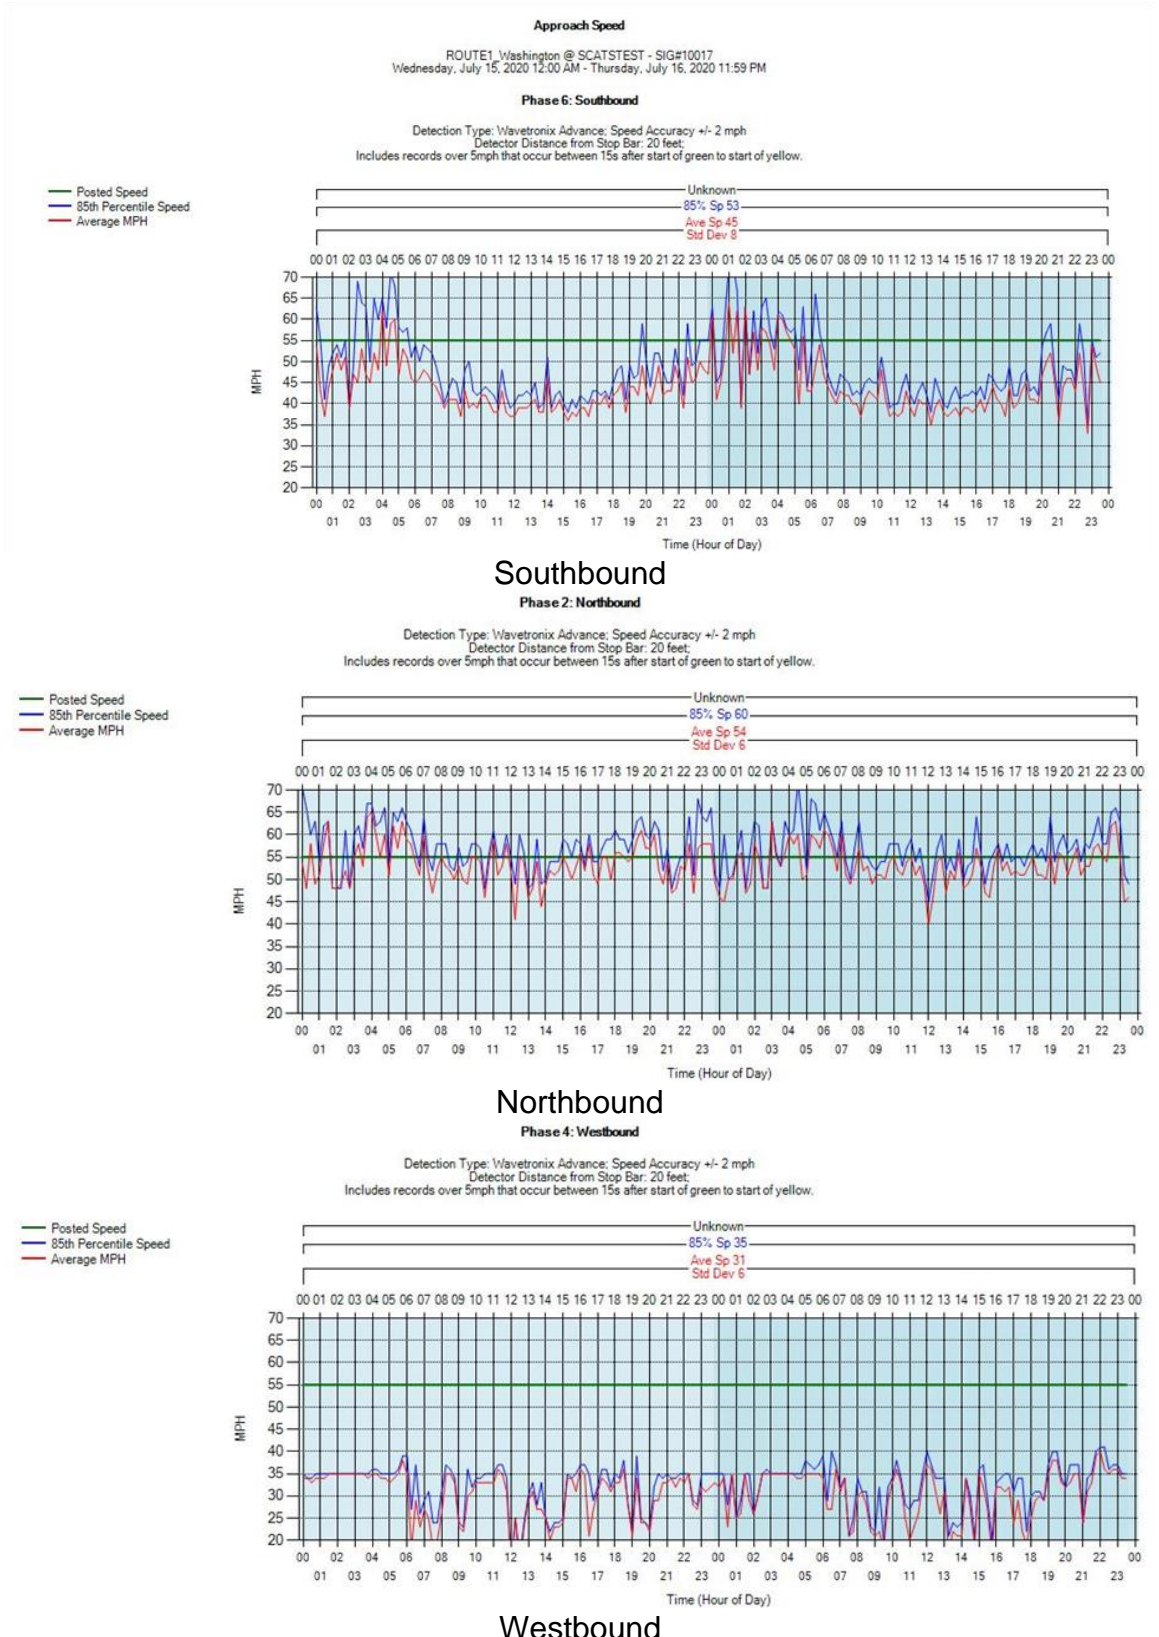 Approach Speed
ROUTE1_Washington @ SCATSTEST - SIG#10017
Wednesday, July 15, 2020 12:00 AM - Thursday, July 16, 2020 11:59 PM
Phase 6: Southbound
Detection Type: Wavetronix Advance; Speed Accuracy +/- 2 mph
Detector Distance from Stop Bar: 20 feet;
Includes records over 5mph that occur between 15s after start of green to start of yellow.
Posted Speed
85th Percentile Speed
Average MPH
Unknown
85% Sp 53
Ave Sp 45
Std Dev 8
00 01 02 03 04 05 06 07 08 09 10 11 12 13 14 15 16 17 18 19 20 21 22 23 00 01 02 03 04 05 06 07 08 09 10 11 12 13 14 15 16 17 18 19 20 21 22 23 00
70
65
60
55
50
45
40
35
30
25
20
MPH
00 02 04 06 08 10 12 14 16 18 20 22 00 02 04 06 08 10 12 14 16 18 20 22 00
01 03 05 07 09 11 13 15 17 19 21 23 01 03 05 07 09 11 13 15 17 19 21 23
Time (Hour of Day)
Southbound
Phase 2: Northbound
Detection Type: Wavetronix Advance; Speed Accuracy +/- 2 mph
Detector Distance from Stop Bar: 20 feet;
Includes records over 5mph that occur between 15s after start of green to start of yellow.
Posted Speed
85th Percentile Speed
Average MPH
Unknown
85% Sp 60
Ave Sp 54
Std Dev 6
00 01 02 03 04 05 06 07 08 09 10 11 12 13 14 15 16 17 18 19 20 21 22 23 00 01 02 03 04 05 06 07 08 09 10 11 12 13 14 15 16 17 18 19 20 21 22 23 00
70
65
60
55
50
45
40
35
30
25
20
MPH
00 02 04 06 08 10 12 14 16 18 20 22 00 02 04 06 08 10 12 14 16 18 20 22 00
01 03 05 07 09 11 13 15 17 19 21 23 01 03 05 07 09 11 13 15 17 19 21 23
Time (Hour of Day)
Northbound
Phase 4: Westbound
Detection Type: Wavetronix Advance; Speed Accuracy +/- 2 mph
Detector Distance from Stop Bar: 20 feet;
Includes records over 5mph that occur between 15s after start of green to start of yellow.
Posted Speed
85th Percentile Speed
Average MPH
Unknown
85% Sp 35
Ave Sp 31
Std Dev 6
00 01 02 03 04 05 06 07 08 09 10 11 12 13 14 15 16 17 18 19 20 21 22 23 00 01 02 03 04 05 06 07 08 09 10 11 12 13 14 15 16 17 18 19 20 21 22 23 00
70
65
60
55
50
45
40
35
30
25
20
MPH
00 02 04 06 08 10 12 14 16 18 20 22 00 02 04 06 08 10 12 14 16 18 20 22 00
01 03 05 07 09 11 13 15 17 19 21 23 01 03 05 07 09 11 13 15 17 19 21 23
Time (Hour of Day)
Westbound